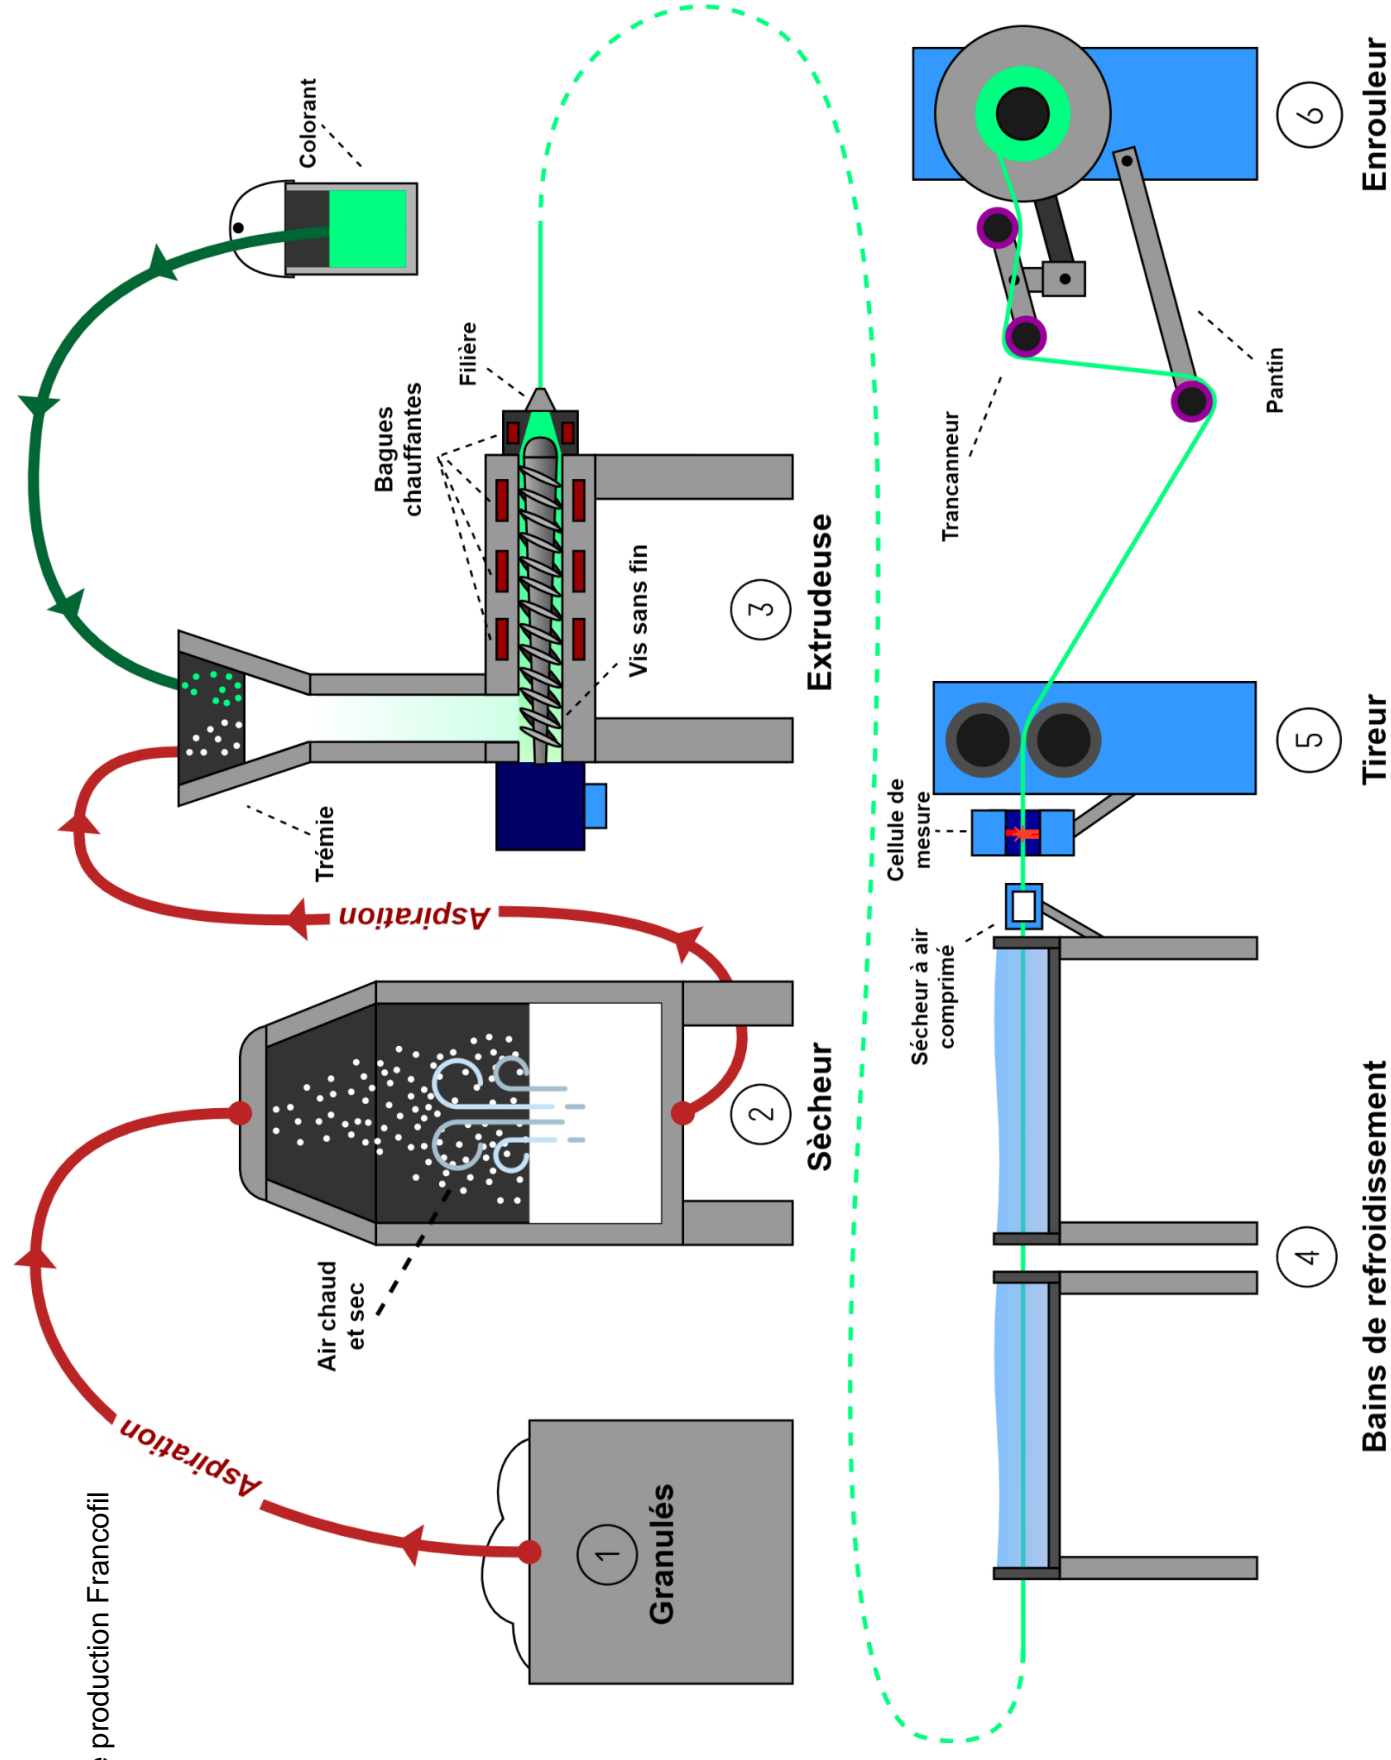 production Francofil
Aspiration
Air chaud
et sec
Aspiration
Trémie
Colorant
Bagues
chauffantes
Filière
Vis sans fin
1
Granulés
2
Sècheur
3
Extrudeuse
Sécheur à air
comprimé
Cellule de
mesure
Trancanneur
Pantin
4
Bains de refroidissement
5
Tireur
6
Enrouleur